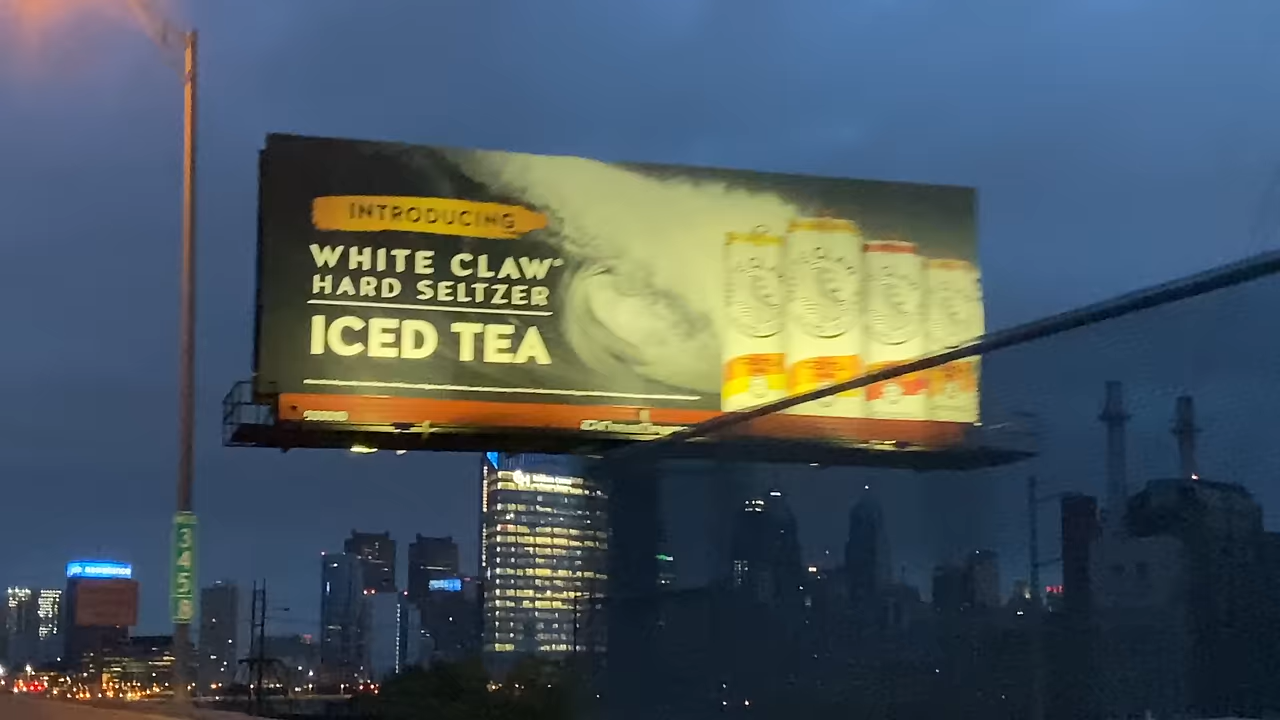 INTRODUCING
WHITE CLAW®
HARD SELTZER
ICED TEA
3458